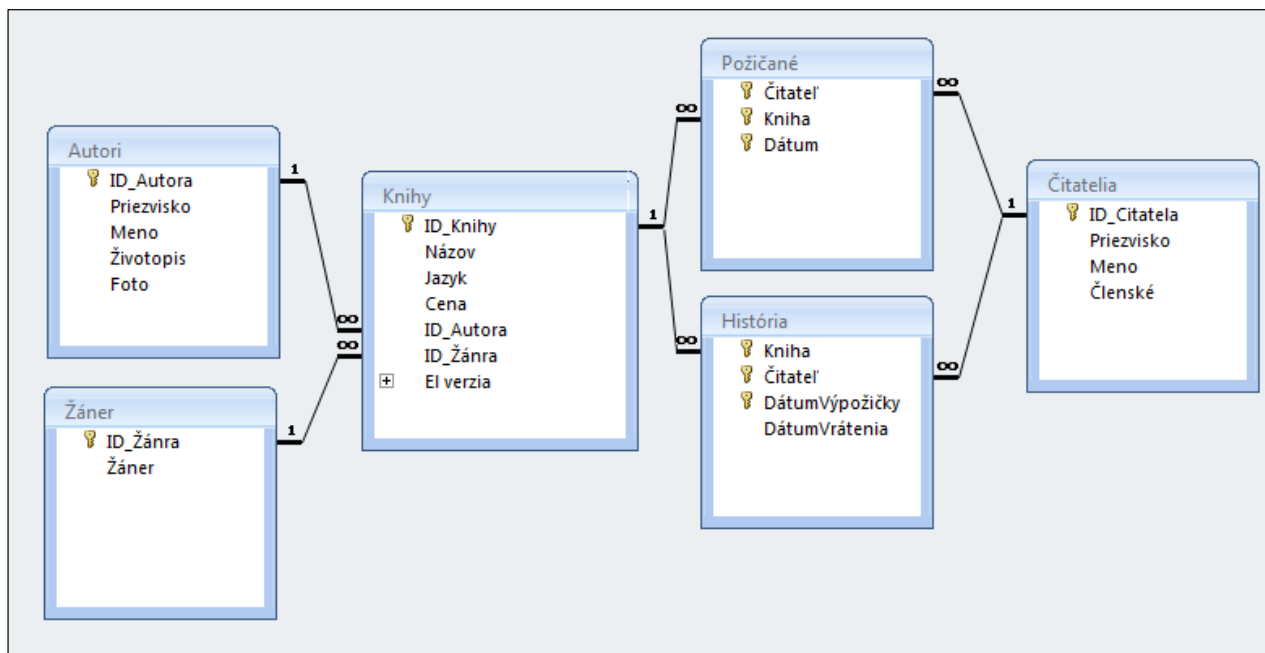 Autori
ID_Autora
Priezvisko
Meno
Životopis
Foto
Žáner
ID_Žánra
Žáner
Knihy
ID_Knihy
Názov
Jazyk
Cena
ID_Autora
ID_Žánra
El verzia
Požičané
Čitateľ
Kniha
Dátum
História
Kniha
Čitateľ
DátumVýpožičky
DátumVrátenia
Čitatelia
ID_Citatela
Priezvisko
Meno
Členské
1
∞
∞
1
1
∞
∞
∞
∞
1